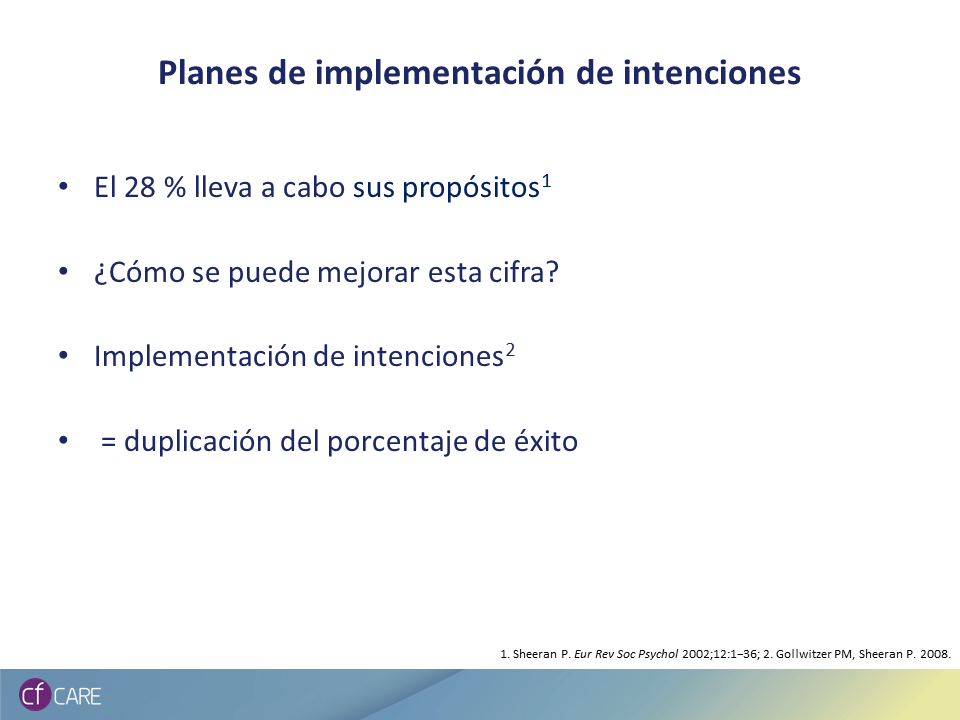 Planes de implementación de intenciones
• El 28 % lleva a cabo sus propósitos¹
• ¿Cómo se puede mejorar esta cifra?
• Implementación de intenciones²
• = duplicación del porcentaje de éxito
1. Sheeran P. Eur Rev Soc Psychol 2002;12:1–36; 2. Gollwitzer PM, Sheeran P. 2008.
cf CARE